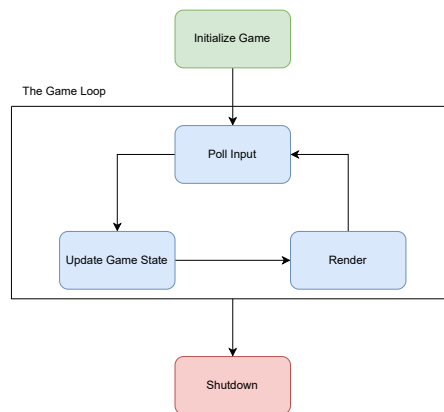 Initialize Game
The Game Loop
Poll Input
Update Game State
Render
Shutdown